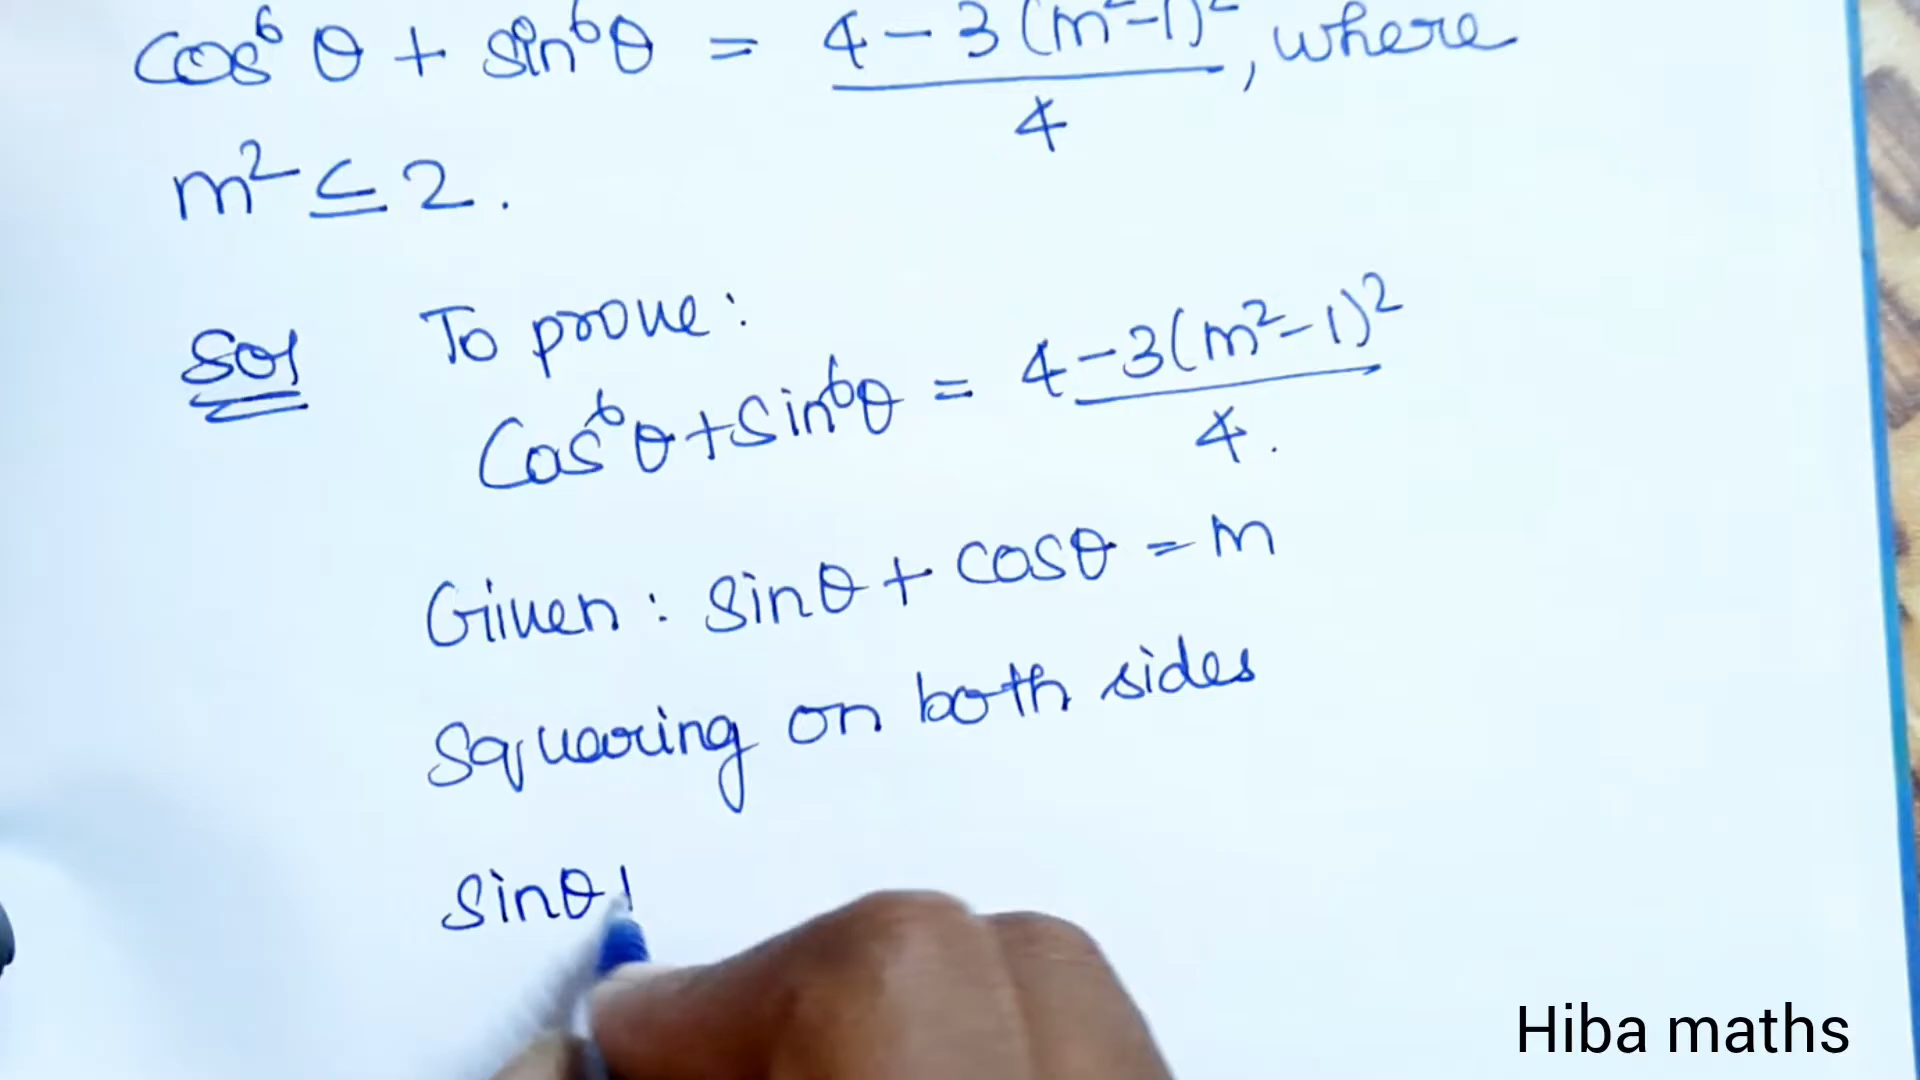 cos⁶θ + sin⁶θ = 4 - 3(m²-1)² / 4, where
m² ≤ 2.
Sol To prove:
Cos⁶θ + Sin⁶θ = 4 - 3(m²-1)² / 4.
Given : sinθ + cosθ = m
Squaring on both sides
sinθ
Hiba maths